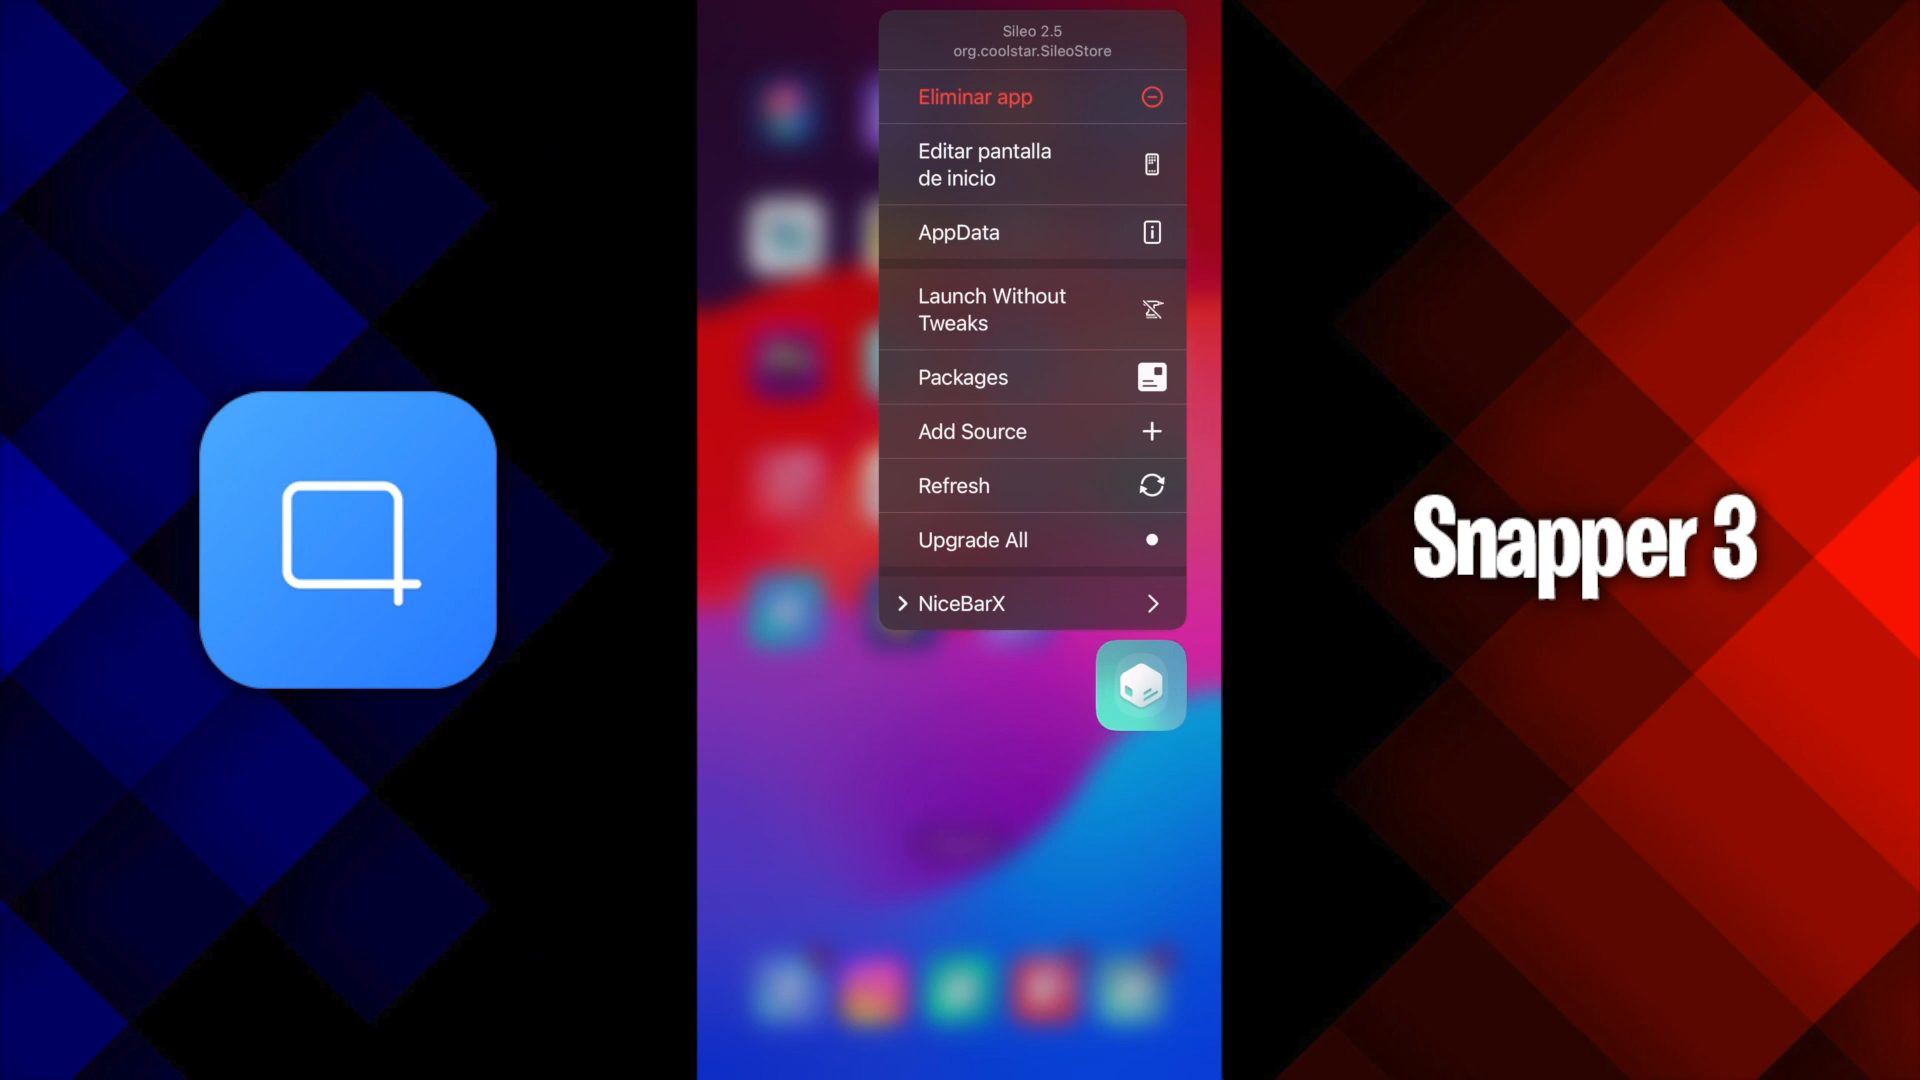 Sileo 2.5
org.coolstar.SileoStore
Eliminar app
Editar pantalla
de inicio
AppData
Launch Without
Tweaks
Packages
Add Source
Refresh
Upgrade All
NiceBarX
Snapper 3